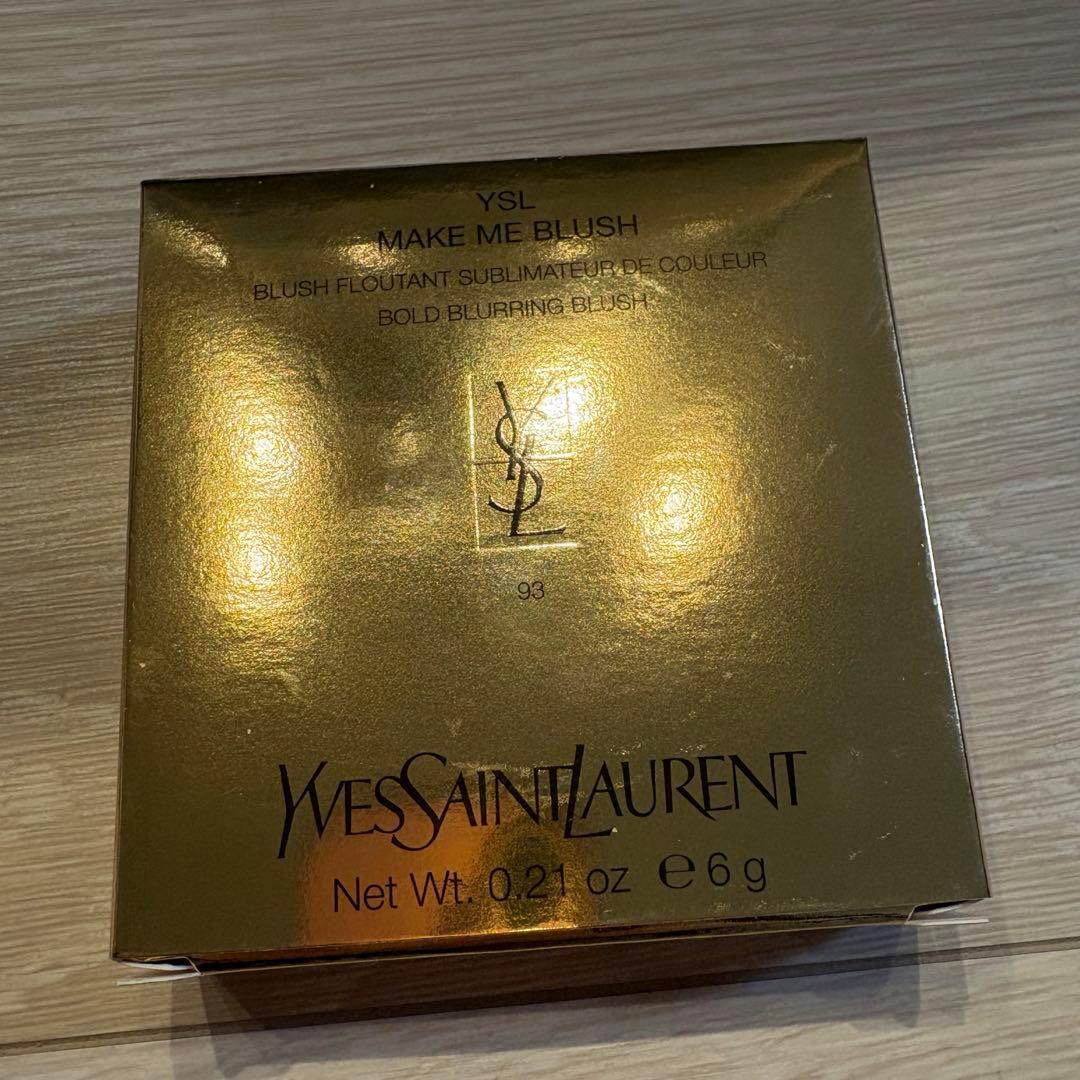 YSL
MAKE ME BLUSH
BLUSH FLOUTANT SUBLIMATEUR DE COULEUR
BOLD BLURRING BLUSH
YSL
93
YVESSAINTLAURENT
Net Wt. 0.21 oz ℮ 6 g